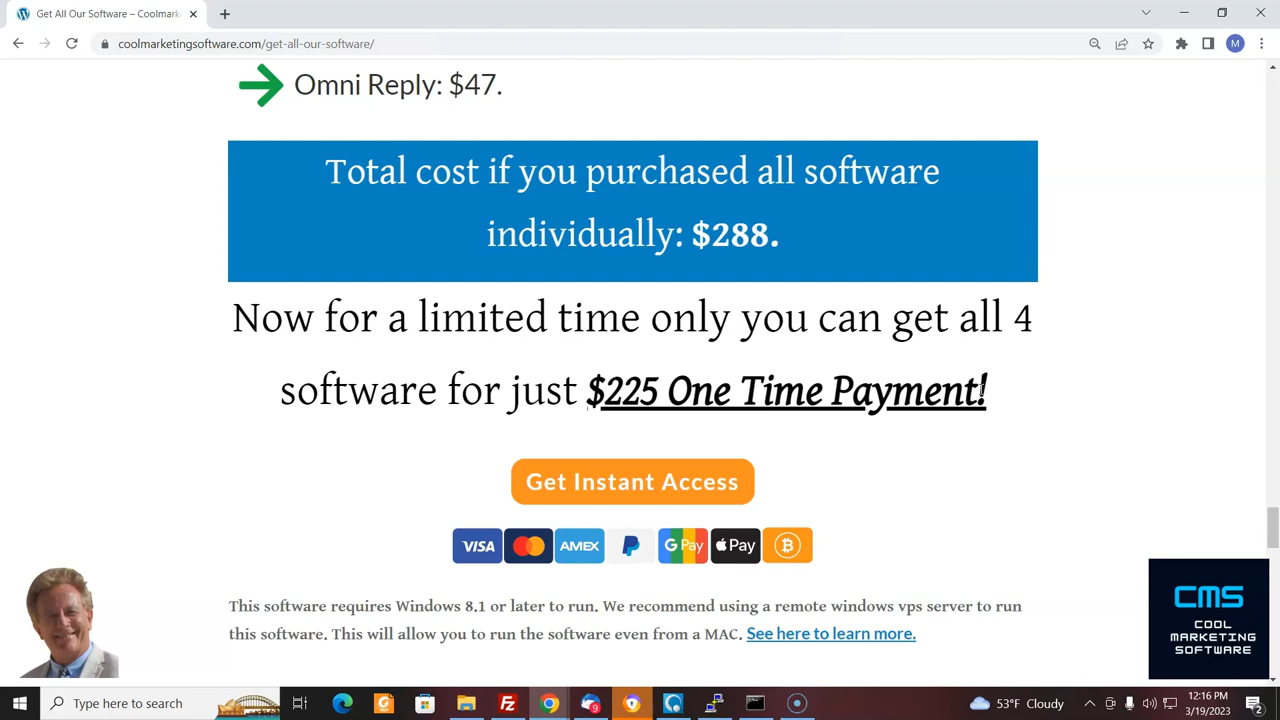 Get All Our Software – Coolmark
coolmarketingsoftware.com/get-all-our-software/
M
Omni Reply: $47.
Total cost if you purchased all software
individually: $288.
Now for a limited time only you can get all 4
software for just $225 One Time Payment!
Get Instant Access
VISA
AMEX
G Pay
Pay
This software requires Windows 8.1 or later to run. We recommend using a remote windows vps server to run
this software. This will allow you to run the software even from a MAC. See here to learn more.
CMS
COOL
MARKETING
SOFTWARE
Type here to search
9
53°F Cloudy
12:16 PM
3/19/2023
2